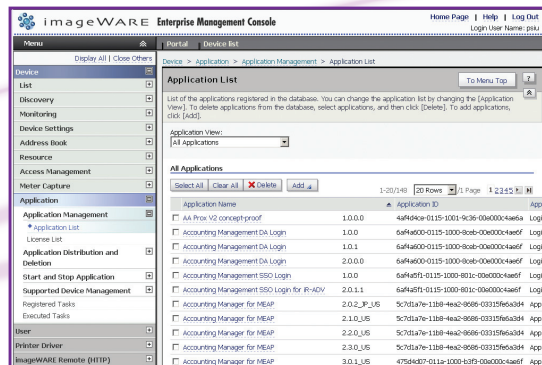 imageWARE Enterprise Management Console
Home Page | Help | Log Out
Login User Name: psiu
Menu
Display All | Close Others
Device
List
Discovery
Monitoring
Device Settings
Address Book
Resource
Access Management
Meter Capture
Application
Application Management
Application List
License List
Application Distribution and
Deletion
Start and Stop Application
Supported Device Management
Registered Tasks
Executed Tasks
User
Printer Driver
imageWARE Remote (HTTP)
Portal Device list
Device > Application > Application Management > Application List
Application List
To Menu Top ?
List of the applications registered in the database. You can change the application list by changing the [Application
View]. To delete applications from the database, select applications, and then click [Delete]. To add applications,
click [Add].
Application View:
All Applications
All Applications
Select All Clear All Delete Add
1-20/148 20 Rows /1 Page 1 2 3 4 5
Application Name Application ID App
AA Prox V2 concept-proof 1.0.0.0 4af4d4ce-0115-1001-9c36-00e000c4ae6a Logi
Accounting Management DA Login 1.0.0 6af4a600-0115-1000-8ceb-00e000c4ae6f Logi
Accounting Management DA Login 1.0.1 6af4a600-0115-1000-8ceb-00e000c4ae6f Logi
Accounting Management DA Login 2.0.0.0 6af4a600-0115-1000-8ceb-00e000c4ae6f Logi
Accounting Management SSO Login 1.0.0 6af4a5f1-0115-1000-801c-00e000c4ae6f Logi
Accounting Management SSO Login for iR-ADV 2.0.1.1 6af4a5f1-0115-1000-801c-00e000c4ae6f Logi
Accounting Manager for MEAP 2.0.2_JP_US 5c7d1a7e-11b8-4ea2-8686-03315fe6a3d4 App
Accounting Manager for MEAP 2.1.0_US 5c7d1a7e-11b8-4ea2-8686-03315fe6a3d4 App
Accounting Manager for MEAP 2.2.0_US 5c7d1a7e-11b8-4ea2-8686-03315fe6a3d4 App
Accounting Manager for MEAP 2.3.0_US 5c7d1a7e-11b8-4ea2-8686-03315fe6a3d4 App
Accounting Manager for MEAP 3.0.1_US 475d4d07-011a-1000-b3f3-00e000c4ae6f App